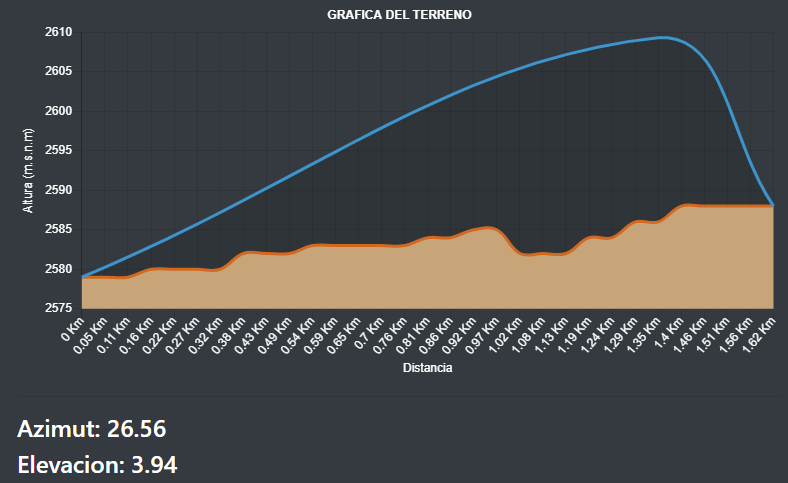 GRAFICA DEL TERRENO
2610
2605
2600
2595
2590
2585
2580
2575
Altura (m.s.n.m)
0 Km
0.05 Km
0.11 Km
0.16 Km
0.22 Km
0.27 Km
0.32 Km
0.38 Km
0.43 Km
0.49 Km
0.54 Km
0.59 Km
0.65 Km
0.7 Km
0.76 Km
0.81 Km
0.86 Km
0.92 Km
0.97 Km
1.02 Km
1.08 Km
1.13 Km
1.19 Km
1.24 Km
1.29 Km
1.35 Km
1.4 Km
1.46 Km
1.51 Km
1.56 Km
1.62 Km
Distancia
Azimut: 26.56
Elevacion: 3.94